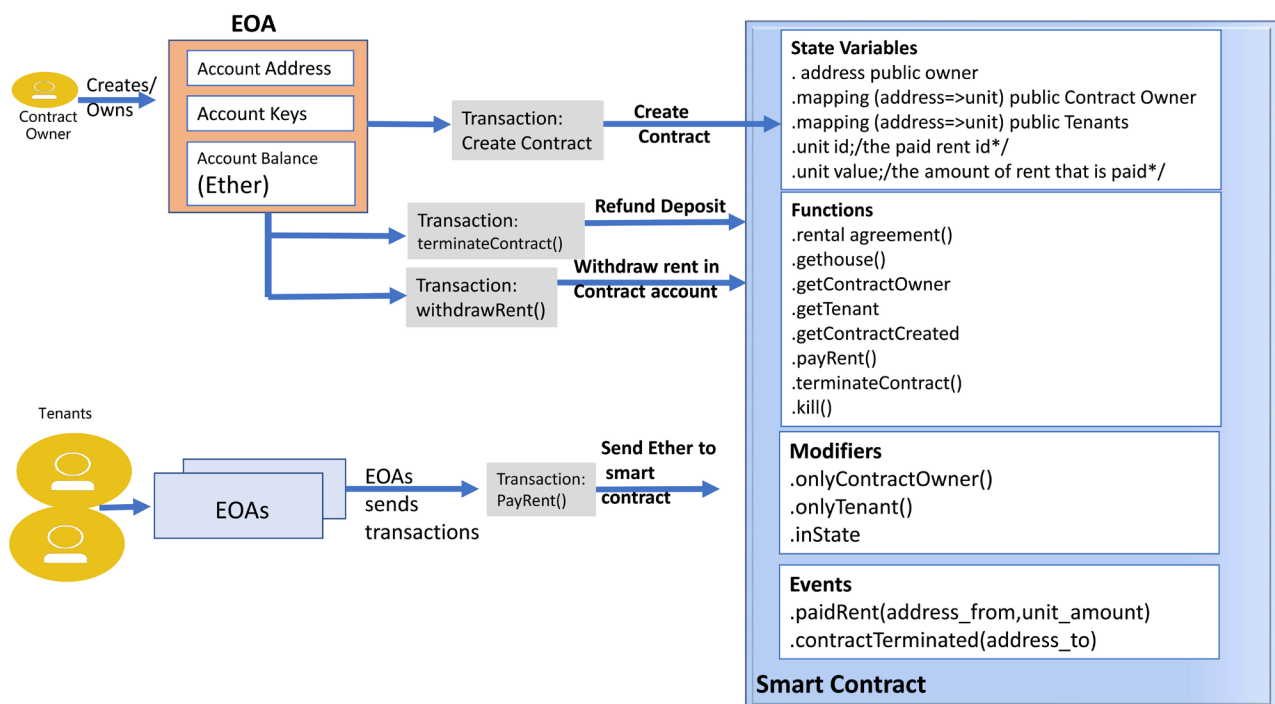 EOA
Account Address
Account Keys
Account Balance
(Ether)
Contract
Owner
Creates/
Owns
Transaction:
Create Contract
Create
Contract
Transaction:
terminateContract()
Refund Deposit
Transaction:
withdrawRent()
Withdraw rent in
Contract account
Tenants
EOAs
EOAs
sends
transactions
Transaction:
PayRent()
Send Ether to
smart
contract
State Variables
. address public owner
.mapping (address=>unit) public Contract Owner
.mapping (address=>unit) public Tenants
.unit id;/the paid rent id*/
.unit value;/the amount of rent that is paid*/
Functions
.rental agreement()
.gethouse()
.getContractOwner
.getTenant
.getContractCreated
.payRent()
.terminateContract()
.kill()
Modifiers
.onlyContractOwner()
.onlyTenant()
.inState
Events
.paidRent(address_from,unit_amount)
.contractTerminated(address_to)
Smart Contract